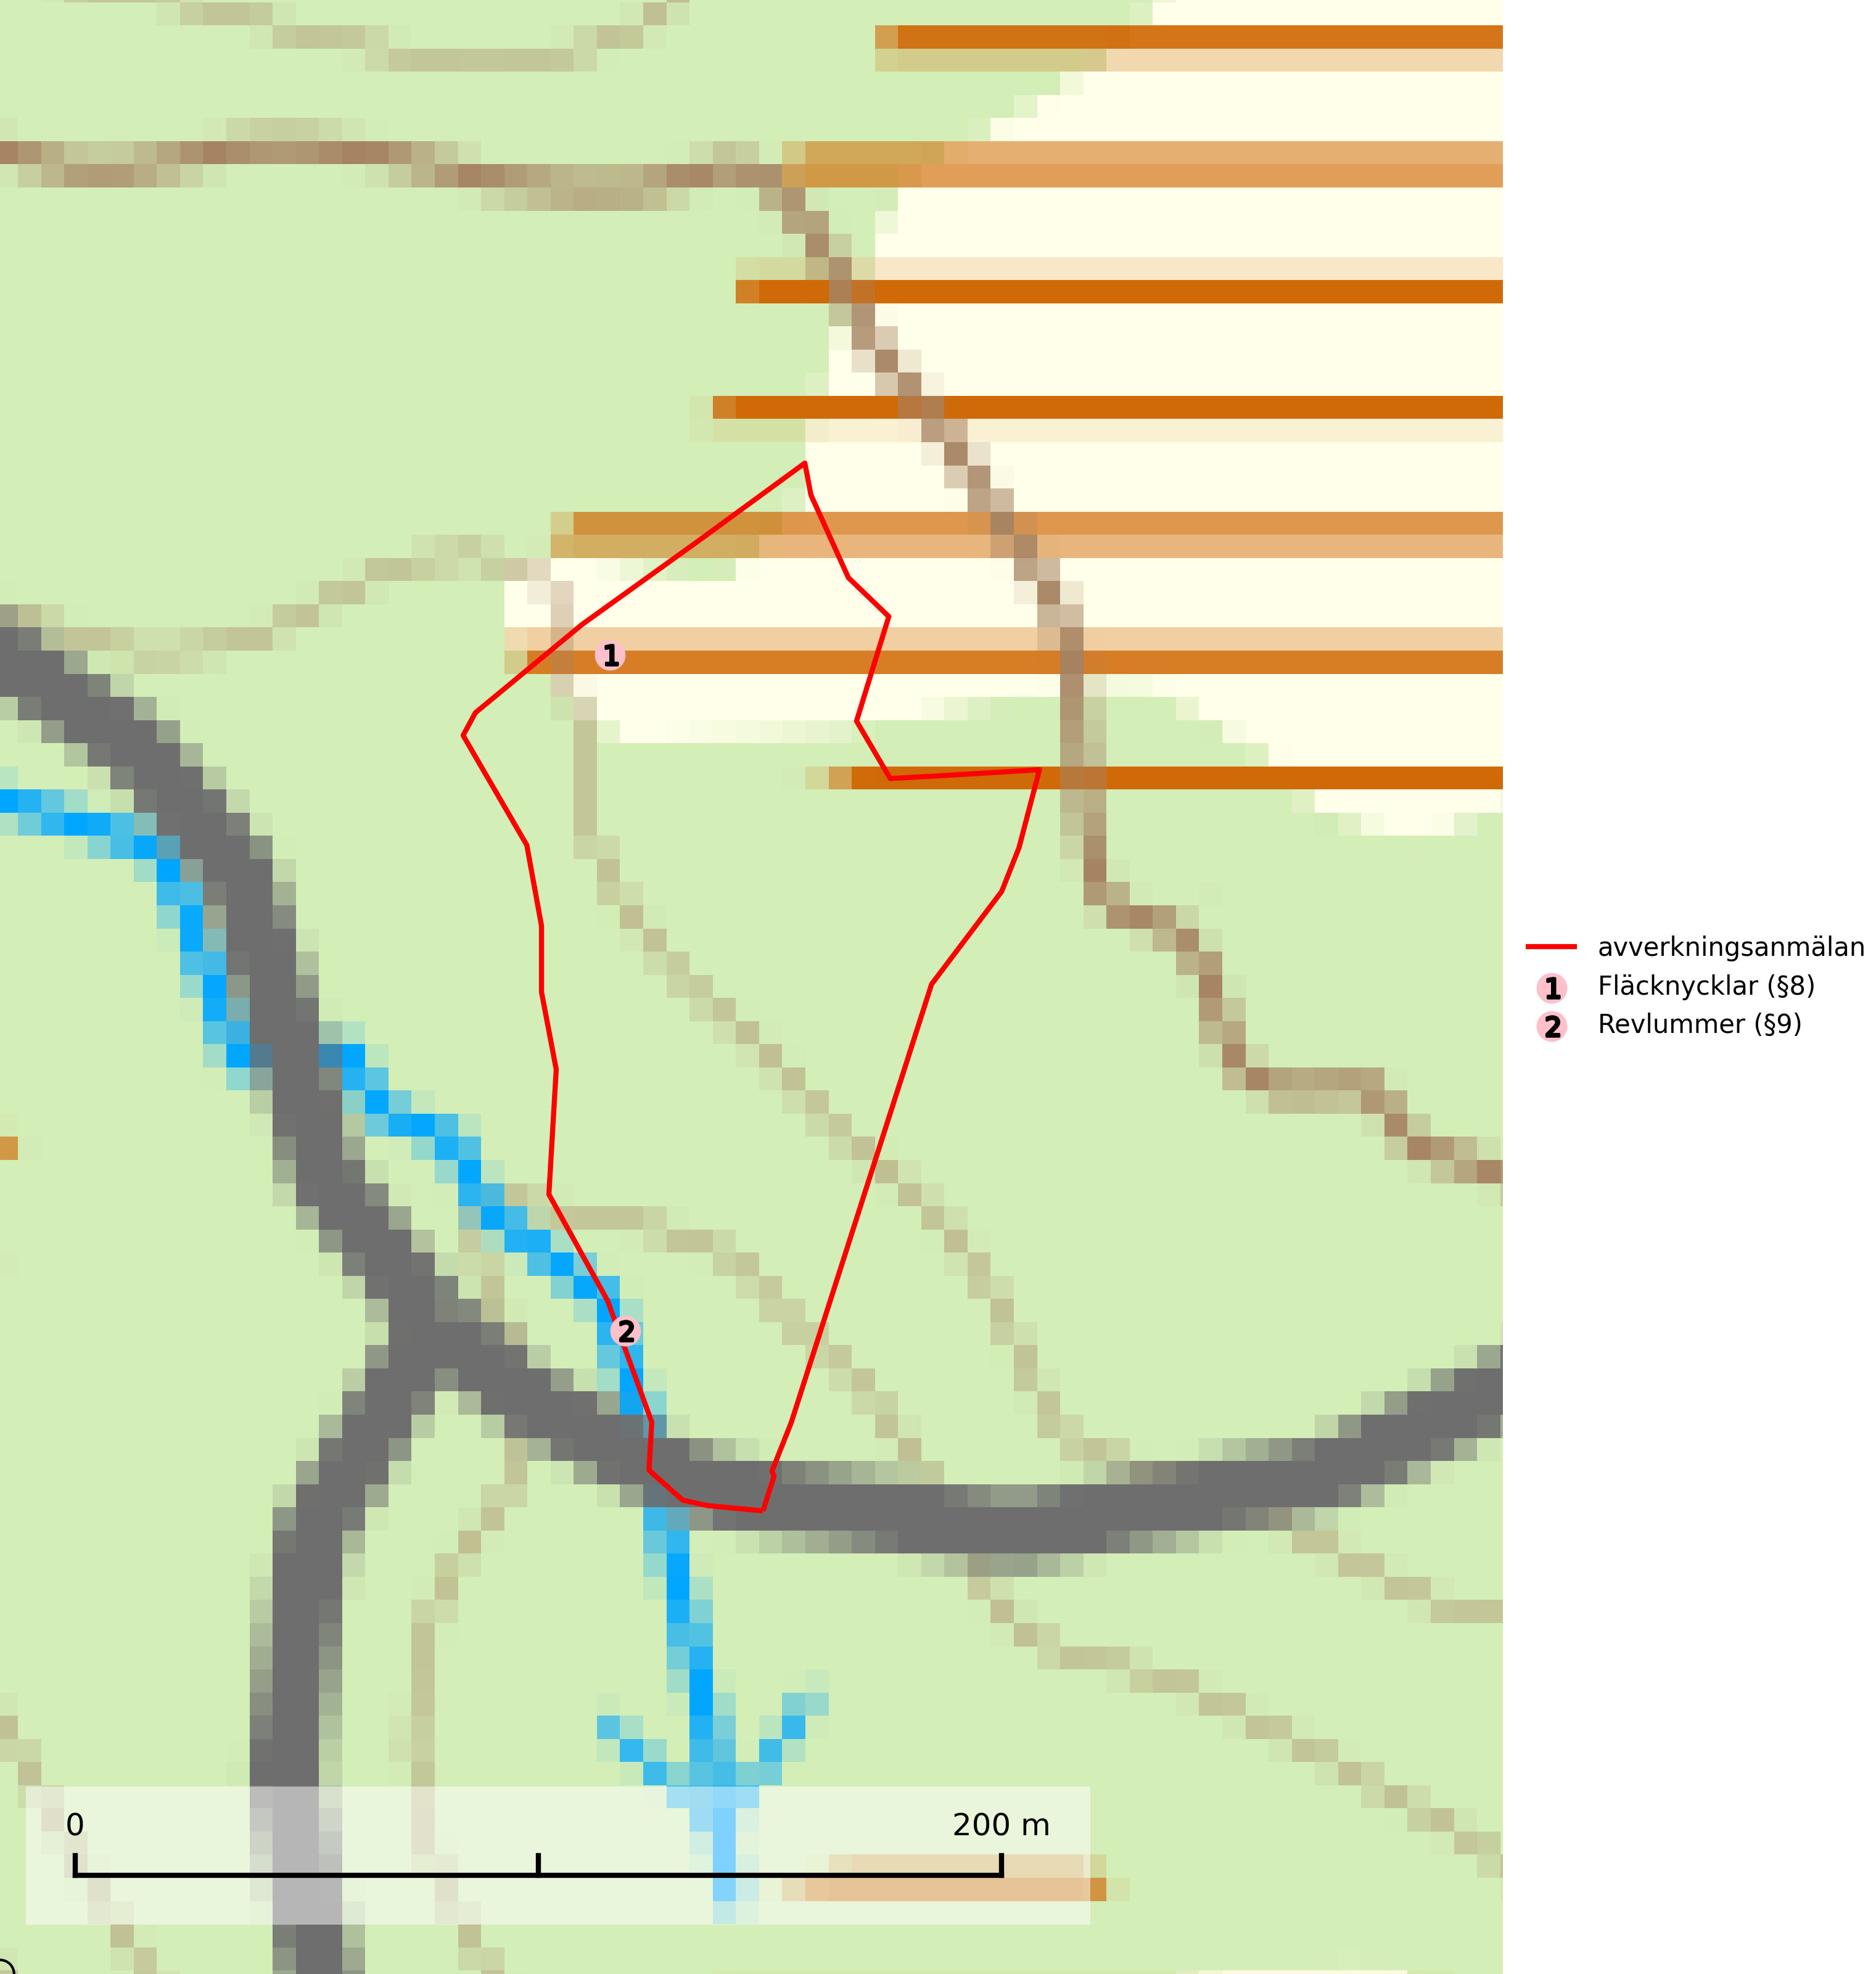 1
2
avverkningsanmälan
1 Fläcknycklar (§8)
2 Revlummer (§9)
0 200 m